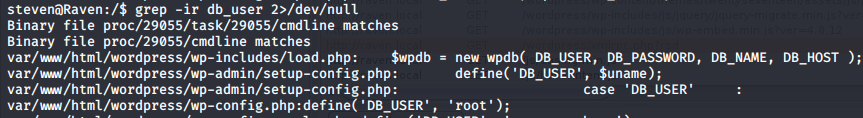 steven@Raven:/$ grep -ir db_user 2>/dev/null
Binary file proc/29055/task/29055/cmdline matches
Binary file proc/29055/cmdline matches
var/www/html/wordpress/wp-includes/load.php:    $wpdb = new wpdb( DB_USER, DB_PASSWORD, DB_NAME, DB_HOST );
var/www/html/wordpress/wp-admin/setup-config.php:       define('DB_USER', $uname);
var/www/html/wordpress/wp-admin/setup-config.php:                       case 'DB_USER'     :
var/www/html/wordpress/wp-config.php:define('DB_USER', 'root');